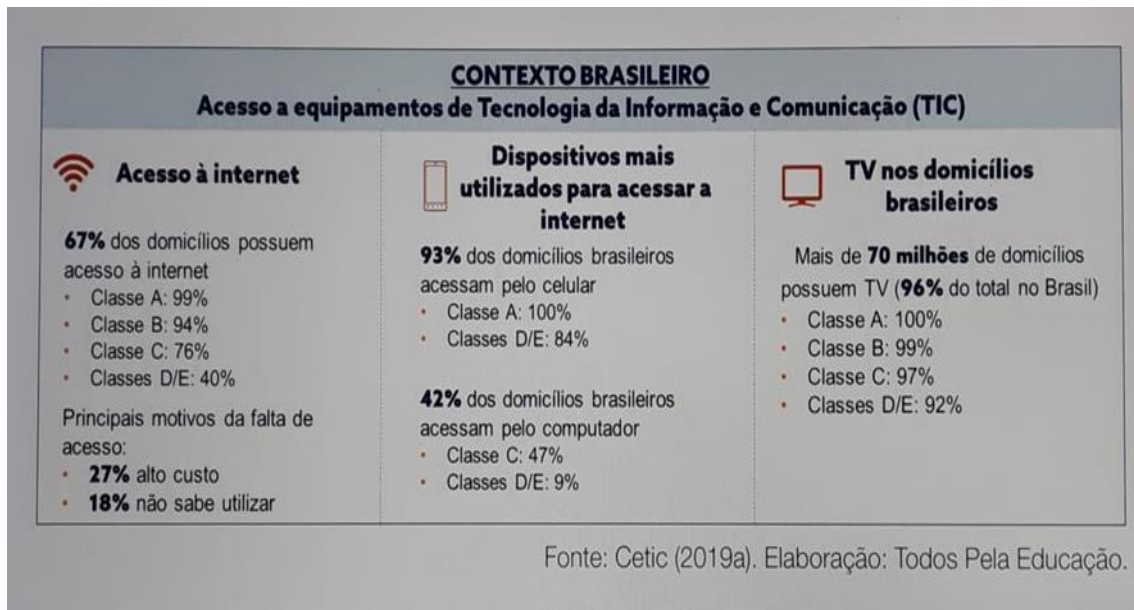 CONTEXTO BRASILEIRO
Acesso a equipamentos de Tecnologia da Informação e Comunicação (TIC)
Acesso à internet
67% dos domicílios possuem
acesso à internet
• Classe A: 99%
• Classe B: 94%
• Classe C: 76%
• Classes D/E: 40%
Principais motivos da falta de
acesso:
• 27% alto custo
• 18% não sabe utilizar
Dispositivos mais
utilizados para acessar a
internet
93% dos domicílios brasileiros
acessam pelo celular
• Classe A: 100%
• Classes D/E: 84%
42% dos domicílios brasileiros
acessam pelo computador
• Classe C: 47%
• Classes D/E: 9%
TV nos domicílios
brasileiros
Mais de 70 milhões de domicílios
possuem TV (96% do total no Brasil)
• Classe A: 100%
• Classe B: 99%
• Classe C: 97%
• Classes D/E: 92%
Fonte: Cetic (2019a). Elaboração: Todos Pela Educação.